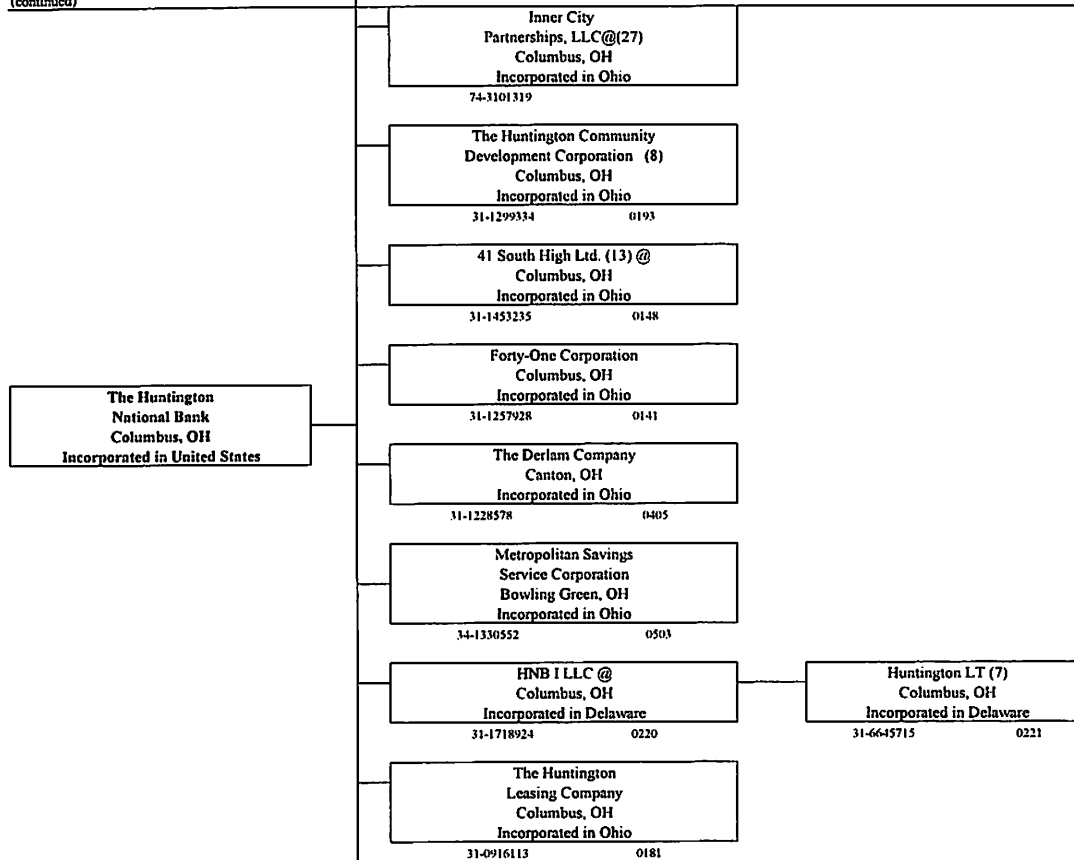 (continued)
Inner City
Partnerships, LLC@(27)
Columbus, OH
Incorporated in Ohio
74-3101319
The Huntington Community
Development Corporation (8)
Columbus, OH
Incorporated in Ohio
31-1299334 0193
41 South High Ltd. (13) @
Columbus, OH
Incorporated in Ohio
31-1453235 0148
Forty-One Corporation
Columbus, OH
Incorporated in Ohio
31-1257928 0141
The Huntington
National Bank
Columbus, OH
Incorporated in United States
The Derlam Company
Canton, OH
Incorporated in Ohio
31-1228578 0405
Metropolitan Savings
Service Corporation
Bowling Green, OH
Incorporated in Ohio
34-1330552 0503
HNB I LLC @
Columbus, OH
Incorporated in Delaware
31-1718924 0220
Huntington LT (7)
Columbus, OH
Incorporated in Delaware
31-6645715 0221
The Huntington
Leasing Company
Columbus, OH
Incorporated in Ohio
31-0916113 0181